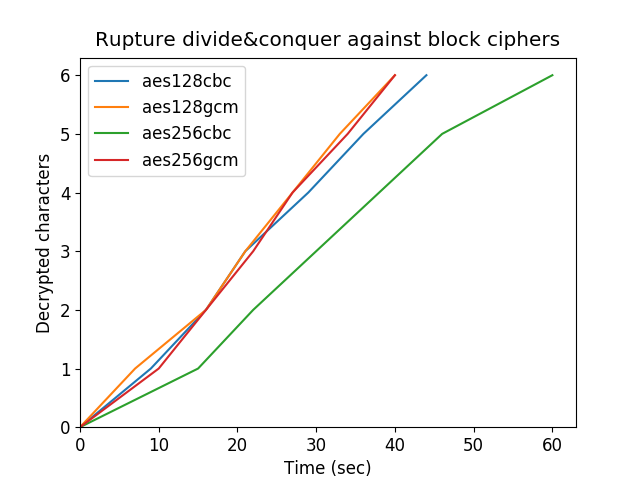 Rupture divide&conquer against block ciphers
aes128cbc
aes128gcm
aes256cbc
aes256gcm
Decrypted characters
6
5
4
3
2
1
0
0 10 20 30 40 50 60
Time (sec)